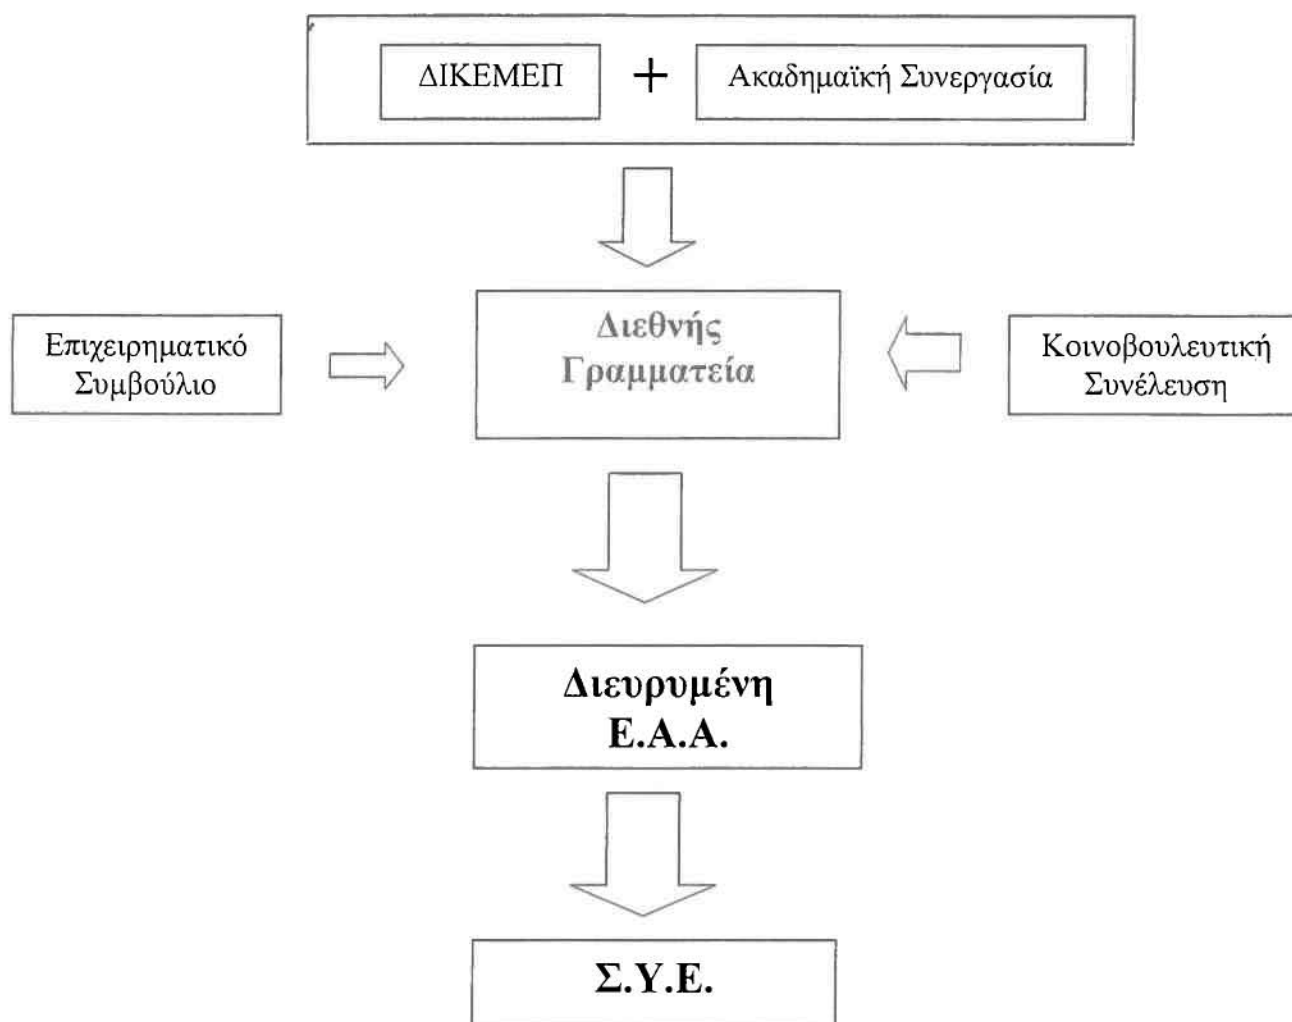 ΔΙΚΕΜΕΠ + Ακαδημαϊκή Συνεργασία
Επιχειρηματικό
Συμβούλιο
Διεθνής
Γραμματεία
Κοινοβουλευτική
Συνέλευση
Διευρυμένη
Ε.Α.Α.
Σ.Υ.Ε.